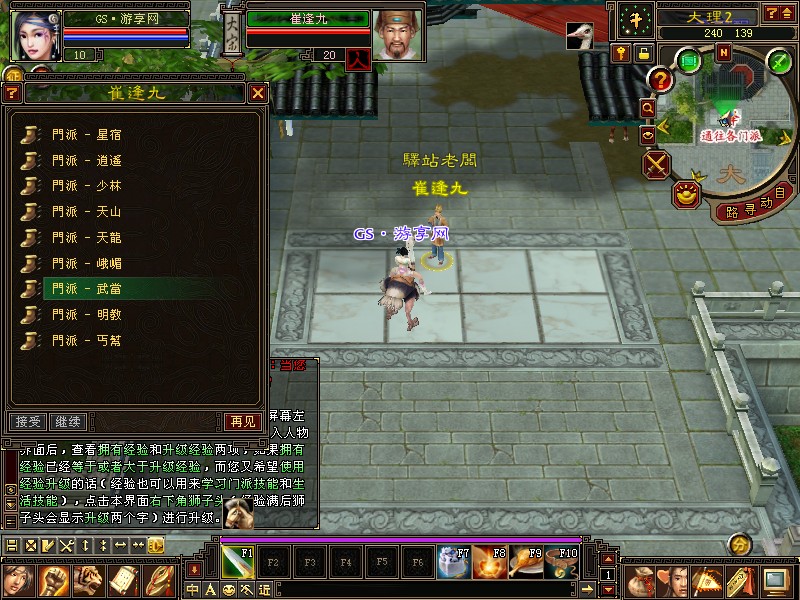 GS·游享网
10
大宋
崔逢九
20
大理2
240 139
N
通往各门派
自动寻路
崔逢九
門派 - 星宿
門派 - 逍遙
門派 - 少林
門派 - 天山
門派 - 天龍
門派 - 峨嵋
門派 - 武當
門派 - 明教
門派 - 丐幫
接受
继续
再见
驛站老闆
崔逢九
GS·游享网
：当您
屏幕左
入人物
界面后，查看拥有经验和升级经验两项，如果拥有
经验已经等于或者大于升级经验，而您又希望使用
经验升级的话（经验也可以用来学习门派技能和生
活技能），点击本界面右下角狮子头（经验满后狮
子头会显示升级两个字）进行升级。
F1
F2
F3
F4
F5
F6
F7
F8
F9
F10
1
中
A
近